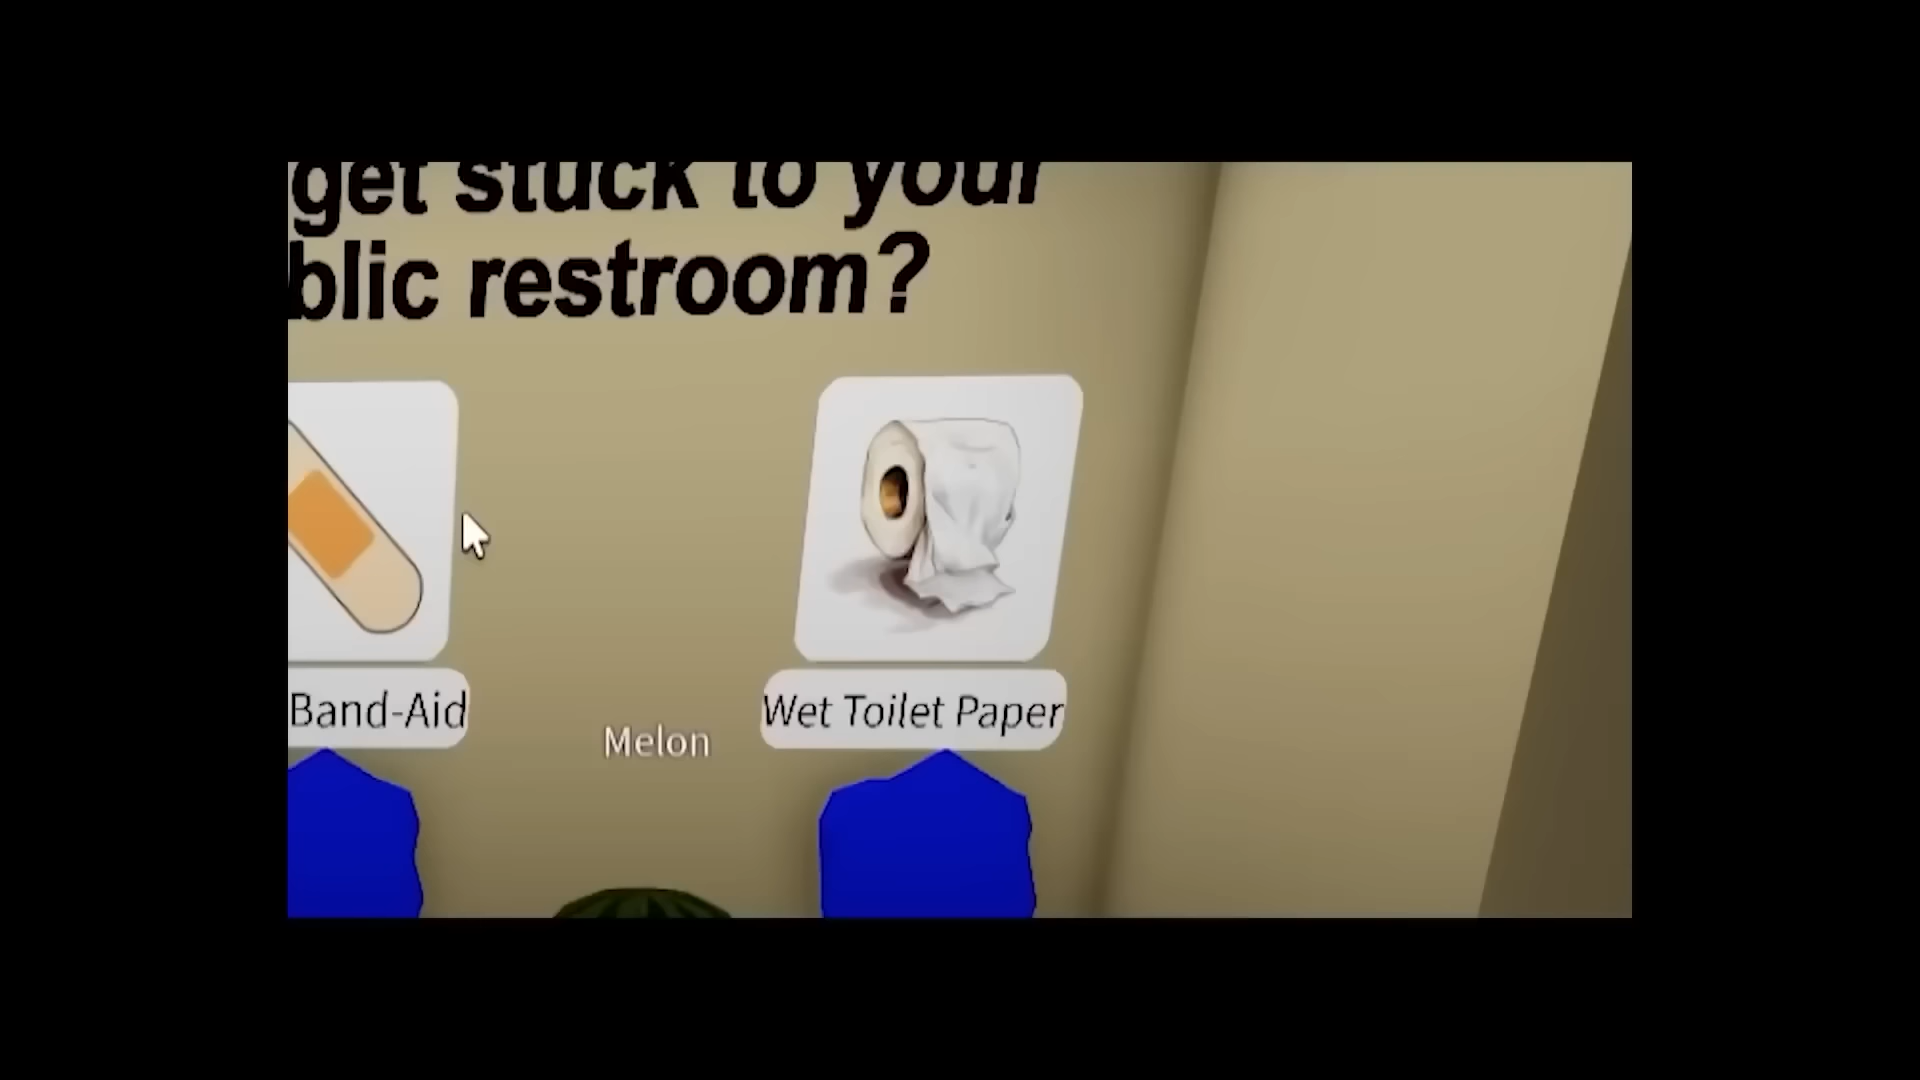 get stuck to your
blic restroom?
Band-Aid
Wet Toilet Paper
Melon